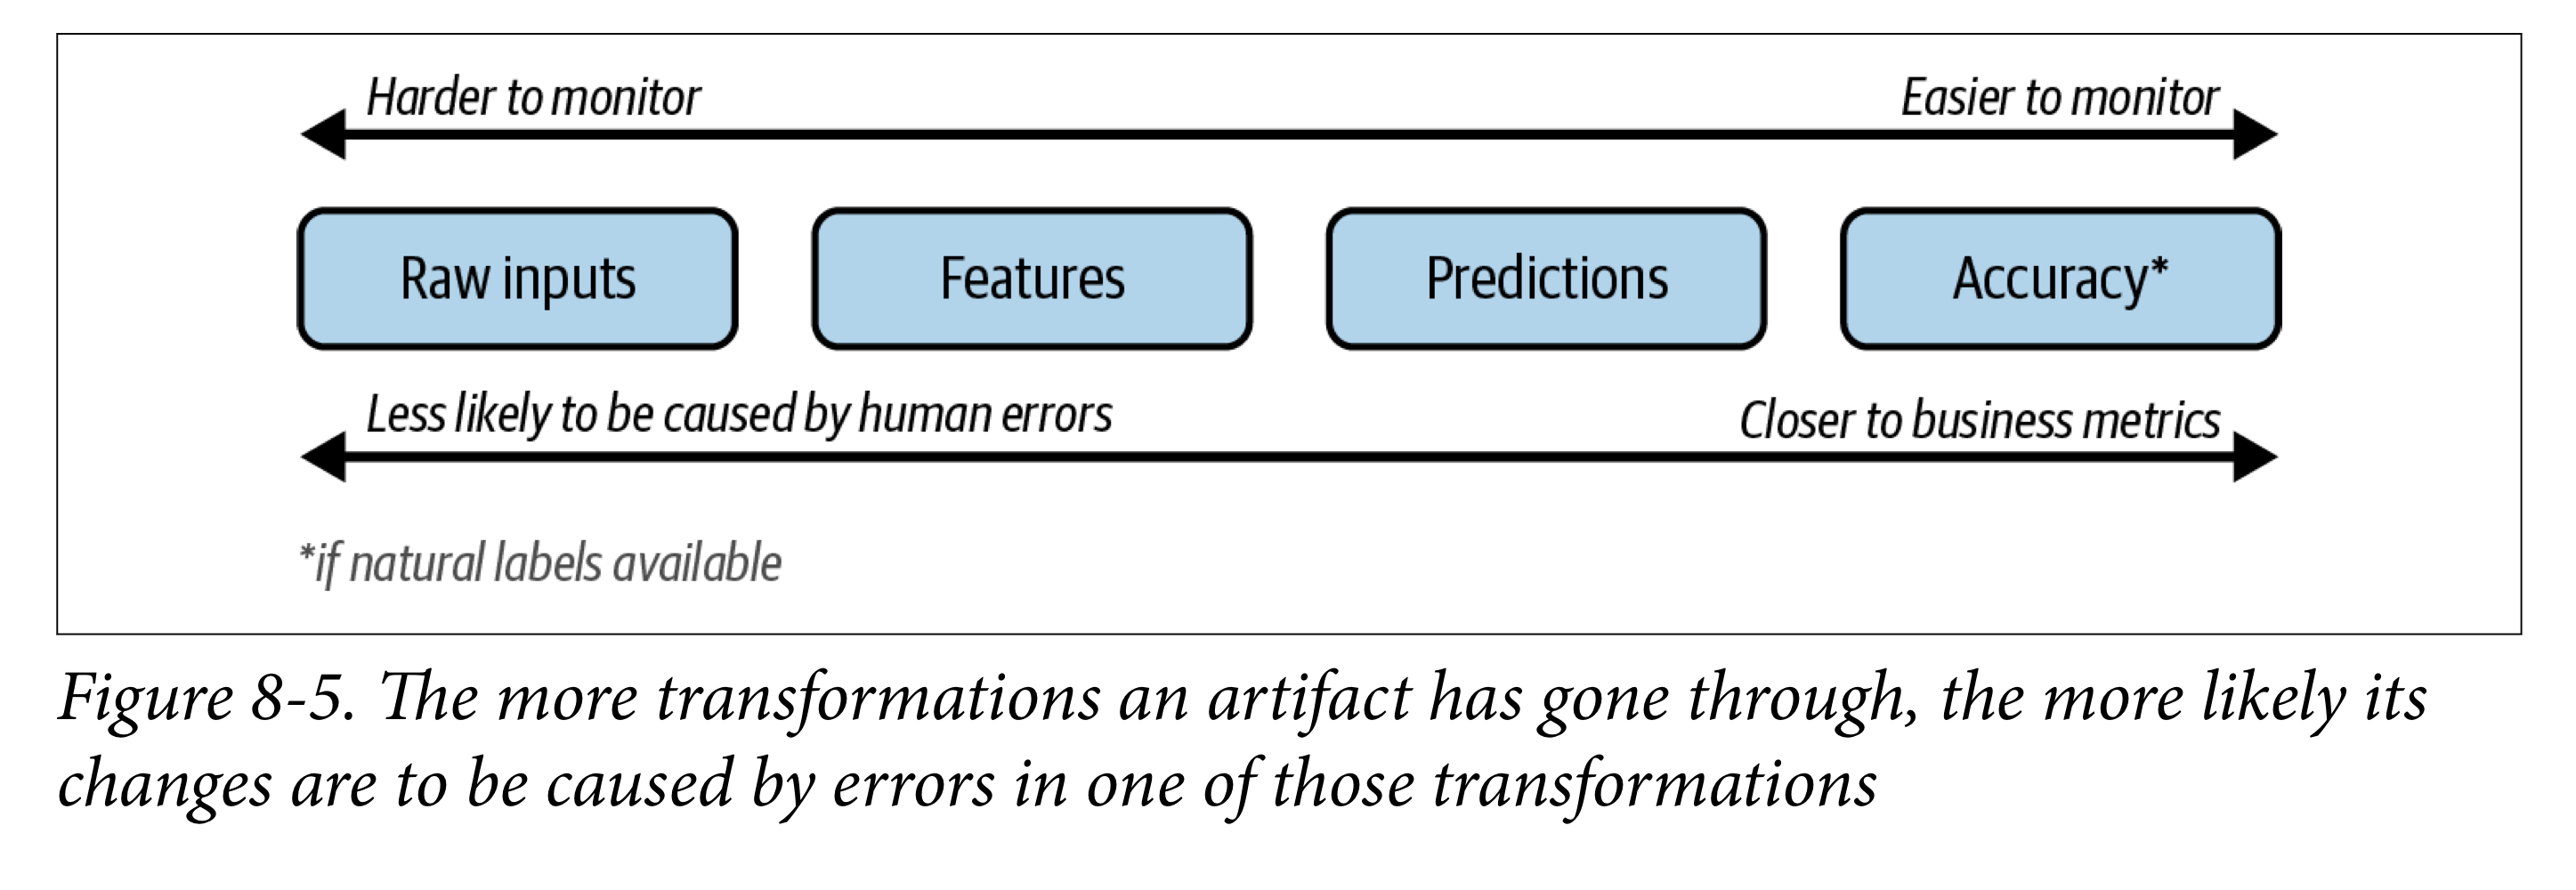 Harder to monitor
Easier to monitor
Raw inputs
Features
Predictions
Accuracy*
Less likely to be caused by human errors
Closer to business metrics
*if natural labels available
Figure 8-5. The more transformations an artifact has gone through, the more likely its
changes are to be caused by errors in one of those transformations